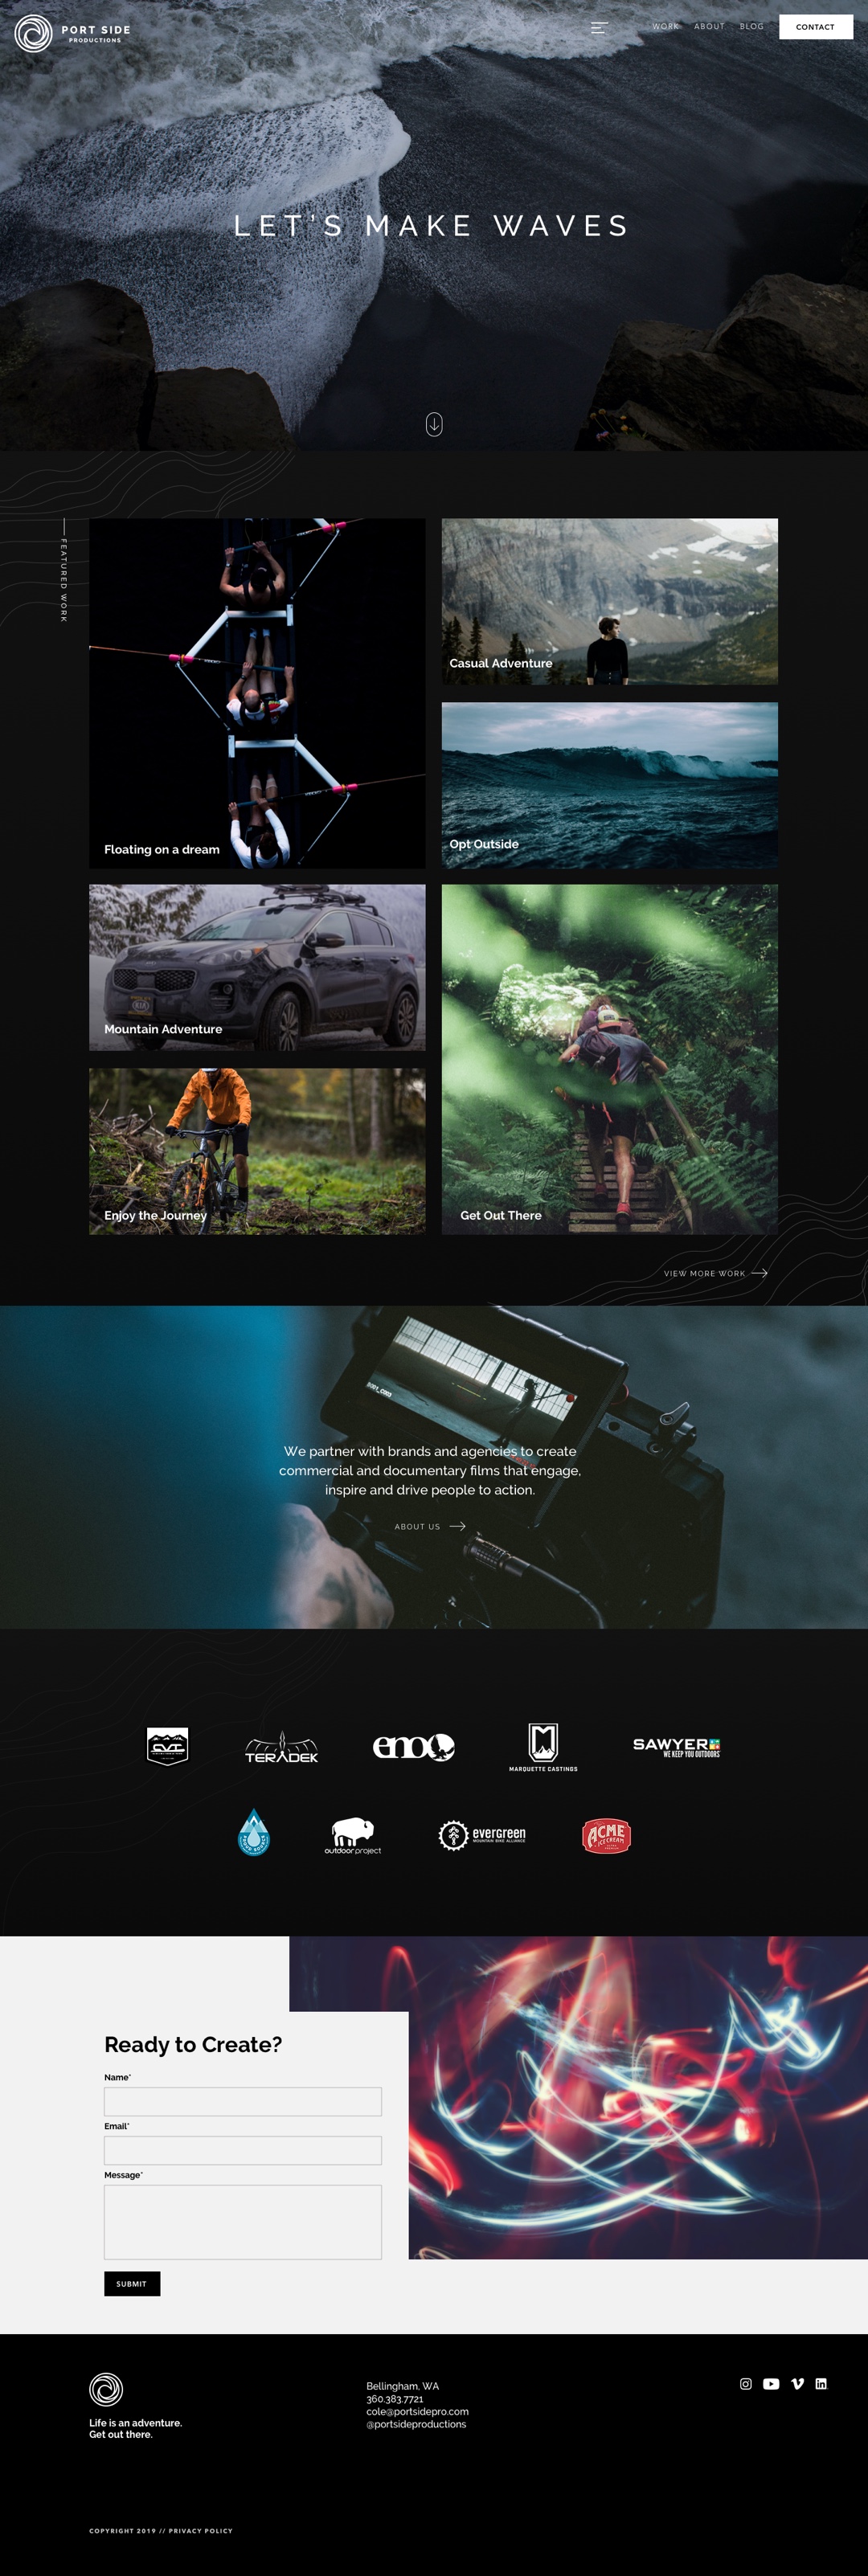 PORT SIDE
PRODUCTIONS
WORK
ABOUT
BLOG
CONTACT
LET'S MAKE WAVES
FEATURED WORK
Floating on a dream
Casual Adventure
Opt Outside
Mountain Adventure
Enjoy the Journey
Get Out There
VIEW MORE WORK
We partner with brands and agencies to create
commercial and documentary films that engage,
inspire and drive people to action.
ABOUT US
CVT
TERADEK
eno
MARQUETTE CASTINGS
SAWYER
WE KEEP YOU OUTDOORS
outdoorproject
evergreen
MOUNTAIN BIKE ALLIANCE
ACME
ICE CREAM
Ready to Create?
Name*
Email*
Message*
SUBMIT
Life is an adventure.
Get out there.
Bellingham, WA
360.383.7721
cole@portsidepro.com
@portsideproductions
COPYRIGHT 2019 // PRIVACY POLICY